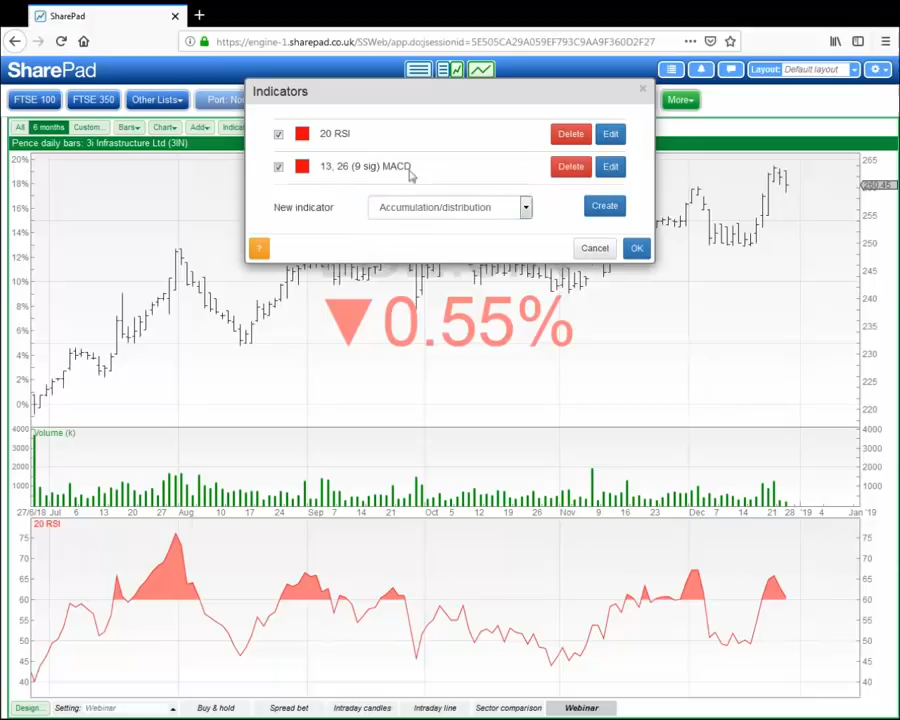 SharePad
https://engine-1.sharepad.co.uk/SSWeb/app.do;jsessionid=5E505CA29A059EF793C9AA9F360D2F27
SharePad
Layout: Default layout
FTSE 100 FTSE 350 Other Lists Port: No More
All 6 months Custom... Bars Chart Add Indica
Pence daily bars: 3i Infrastructure Ltd (3IN)
Indicators
20 RSI Delete Edit
13, 26 (9 sig) MACD Delete Edit
New indicator Accumulation/distribution Create
? Cancel OK
▼0.55%
20% 265
18% 260.45
16% 255
14%
12% 250
10% 245
8% 240
6% 235
4% 230
2% 225
0% 220
Volume (k)
4000 4000
3000 3000
2000 2000
1000 1000
27/6/18 Jul 6 13 20 27 Aug 10 17 24 Sep 7 14 21 Oct 5 12 19 26 Nov 9 16 23 Dec 7 14 21 28 '19 4 Jan '19
20 RSI
75 75
70 70
65 65
60 60
55 55
50 50
45 45
40 40
Design... Setting: Webinar Buy & hold Spread bet Intraday candles Intraday line Sector comparison Webinar